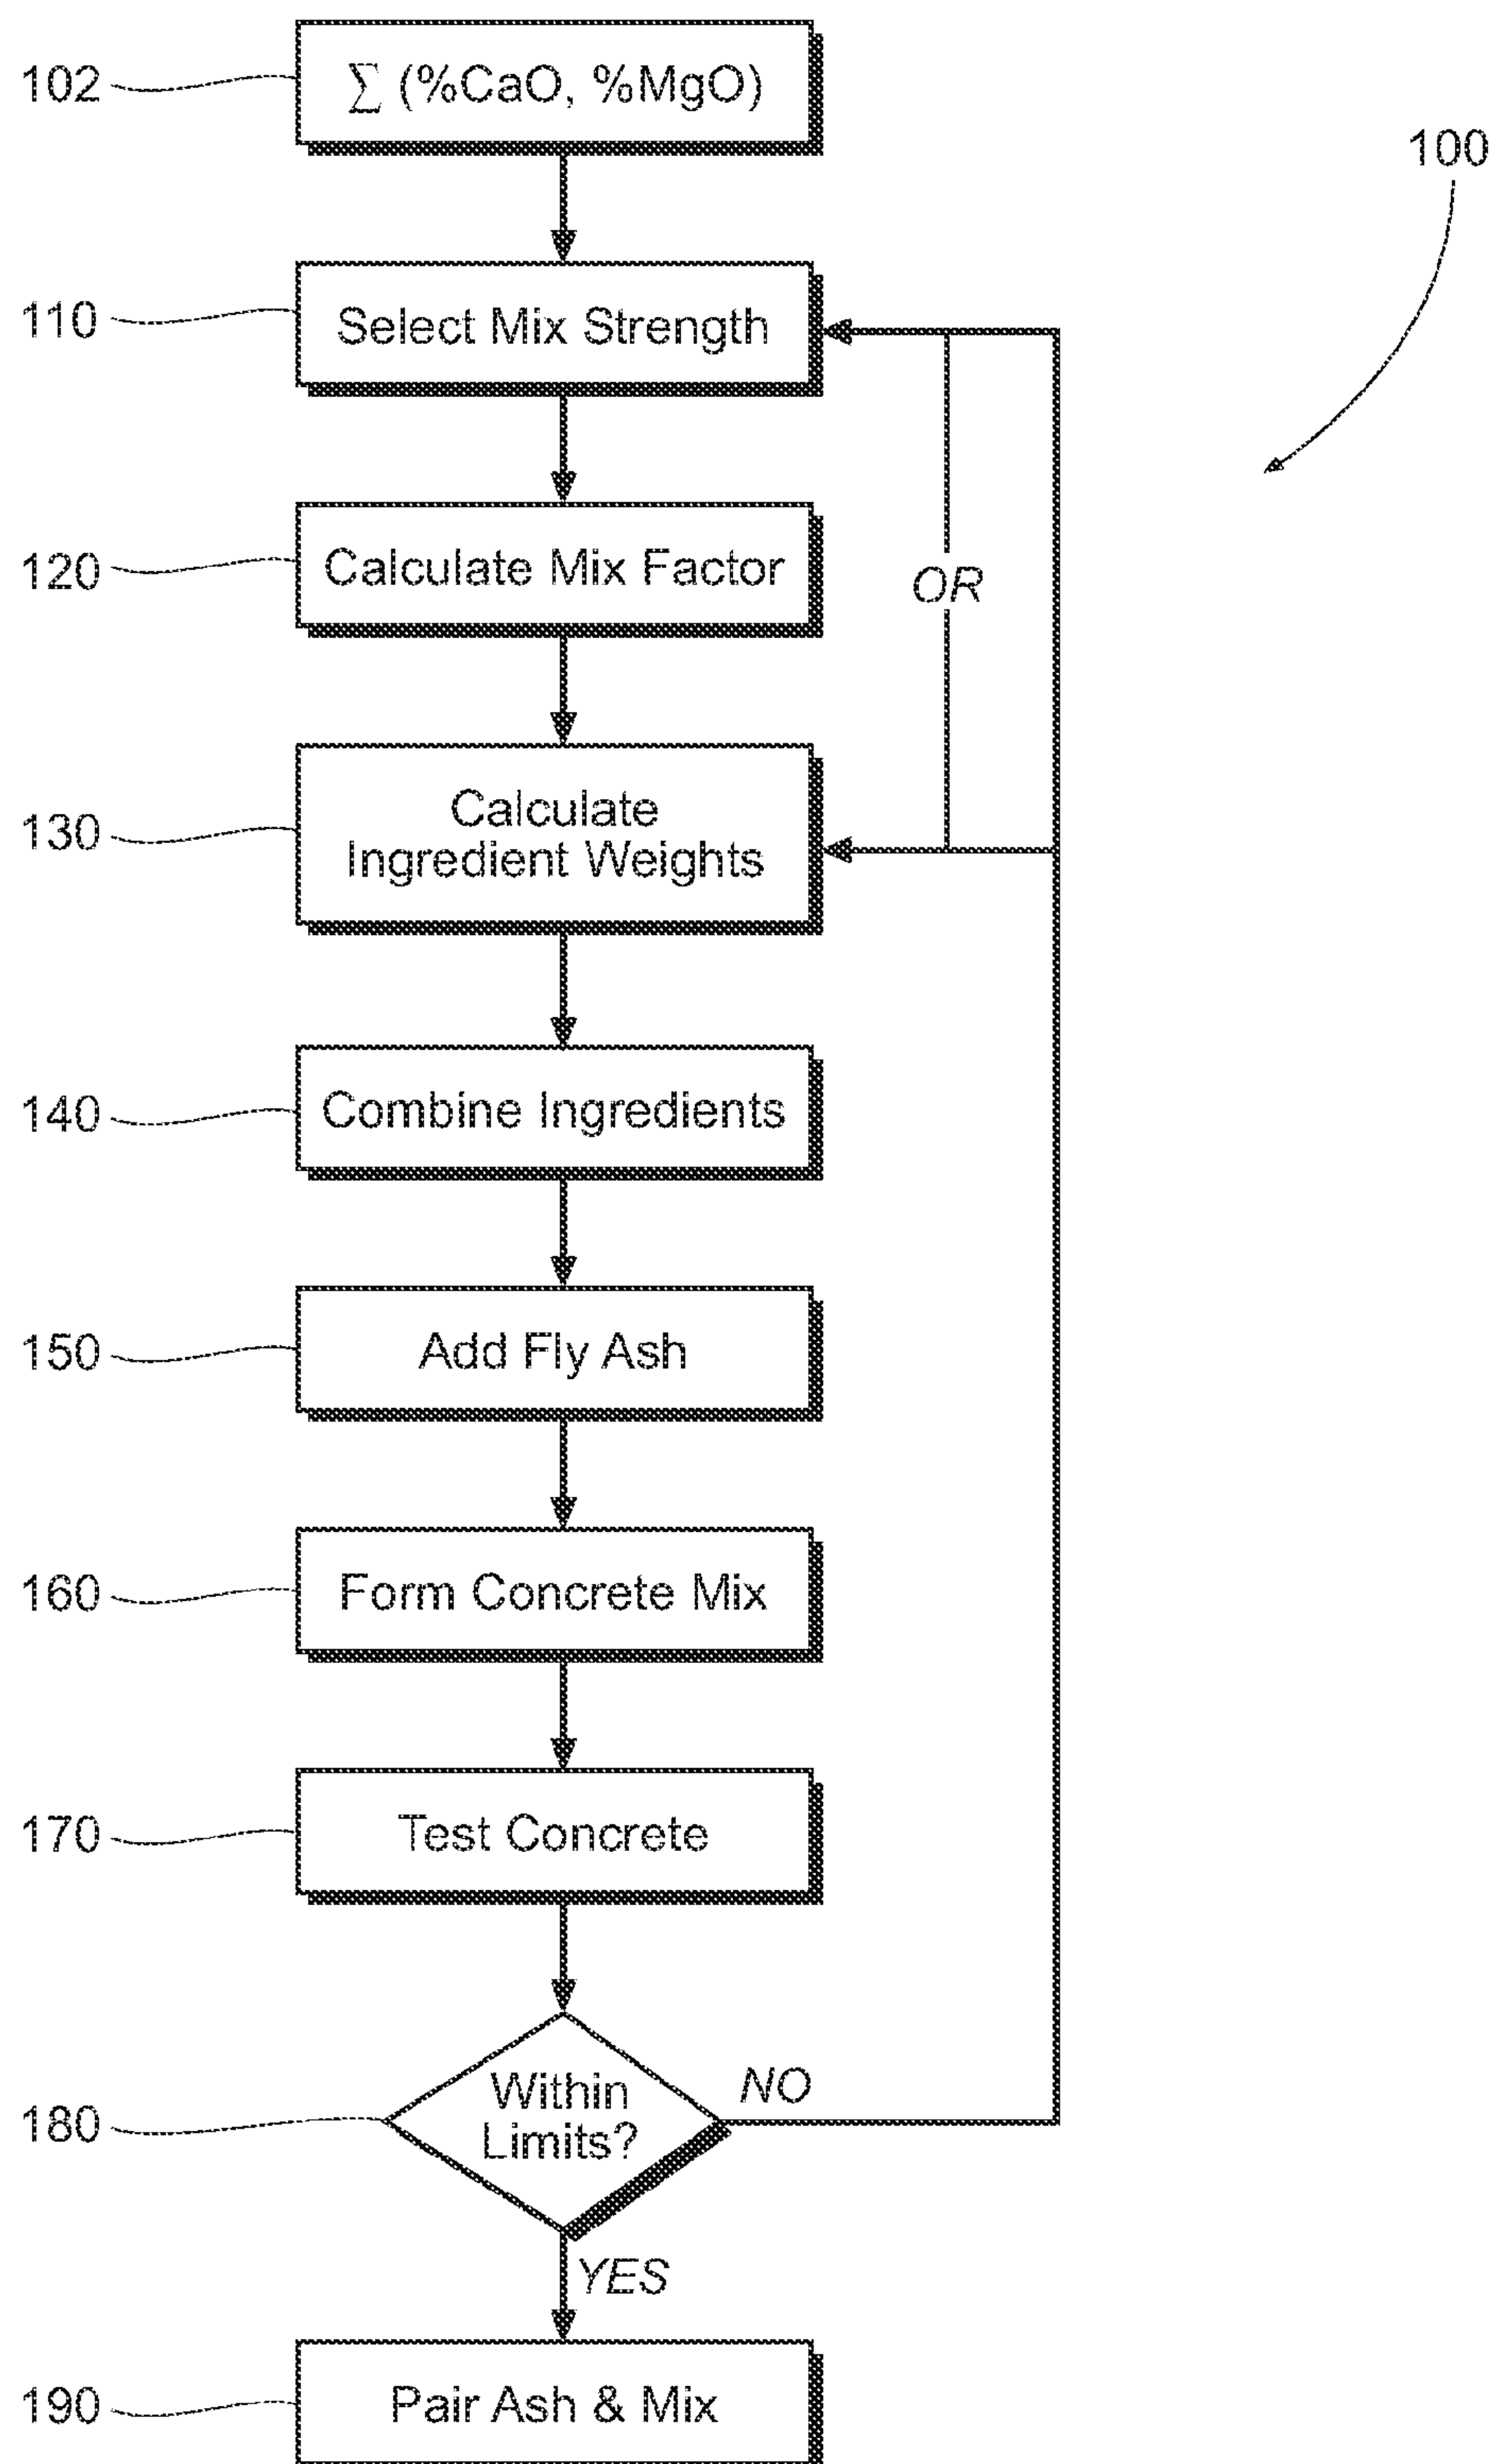 102
∑ (%CaO, %MgO)
100
110
Select Mix Strength
120
Calculate Mix Factor
OR
130
Calculate
Ingredient Weights
140
Combine Ingredients
150
Add Fly Ash
160
Form Concrete Mix
170
Test Concrete
180
Within
Limits?
NO
YES
190
Pair Ash & Mix